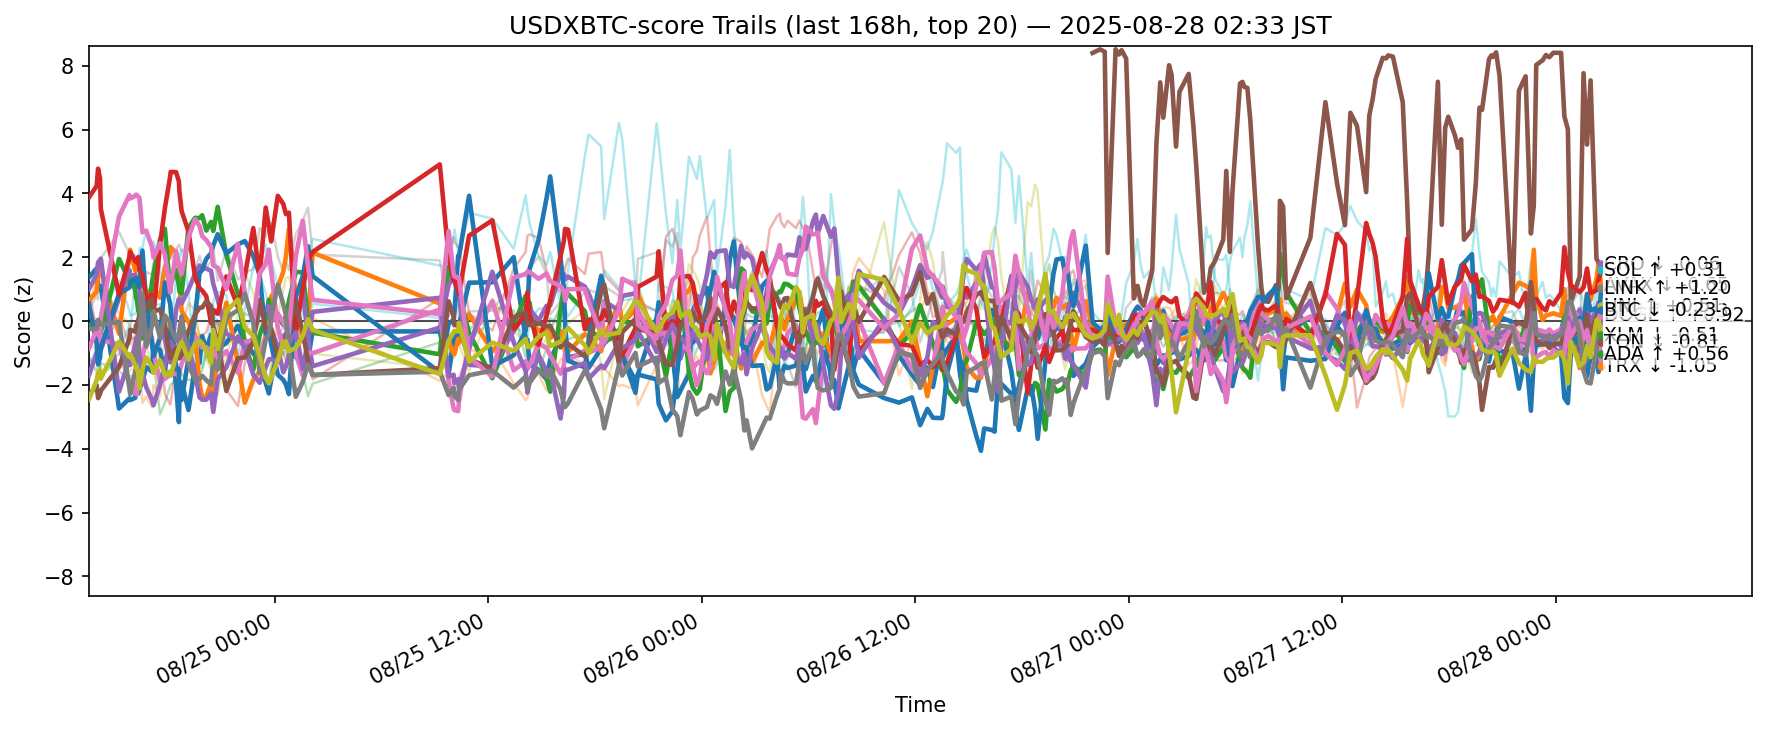 USDXBTC-score Trails (last 168h, top 20) — 2025-08-28 02:33 JST
Score (z)
8
6
4
2
0
−2
−4
−6
−8
SOL ↑ +0.31
LINK ↑ +1.20
BTC ↓
XLM ↓ -0.51
TON -0.81
ADA ↑ +0.56
TRX ↓ -1.05
08/25 00:00
08/25 12:00
08/26 00:00
08/26 12:00
08/27 00:00
08/27 12:00
08/28 00:00
Time